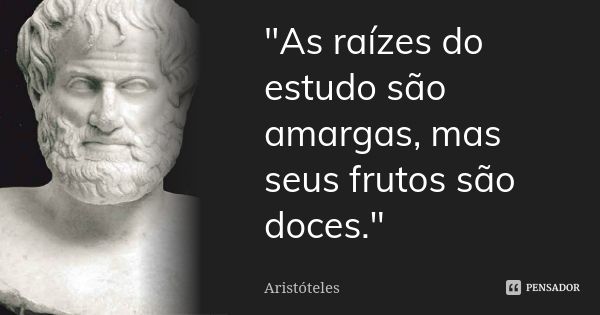 "As raízes do
estudo são
amargas, mas
seus frutos são
doces."
Aristóteles
PENSADOR